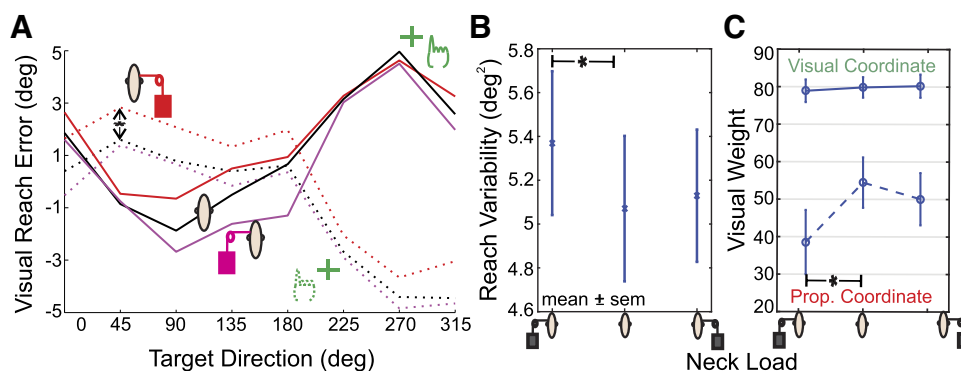 A
Visual Reach Error (deg)
5
3
1
-1
-3
-5
*
0 45 90 135 180 225 270 315
Target Direction (deg)
B
Reach Variability (deg²)
5.8
5.6
5.4
5.2
5
4.8
4.6
*
mean ± sem
C
Visual Weight
90
80
70
60
50
40
30
20
Visual Coordinate
*
Prop. Coordinate
Neck Load